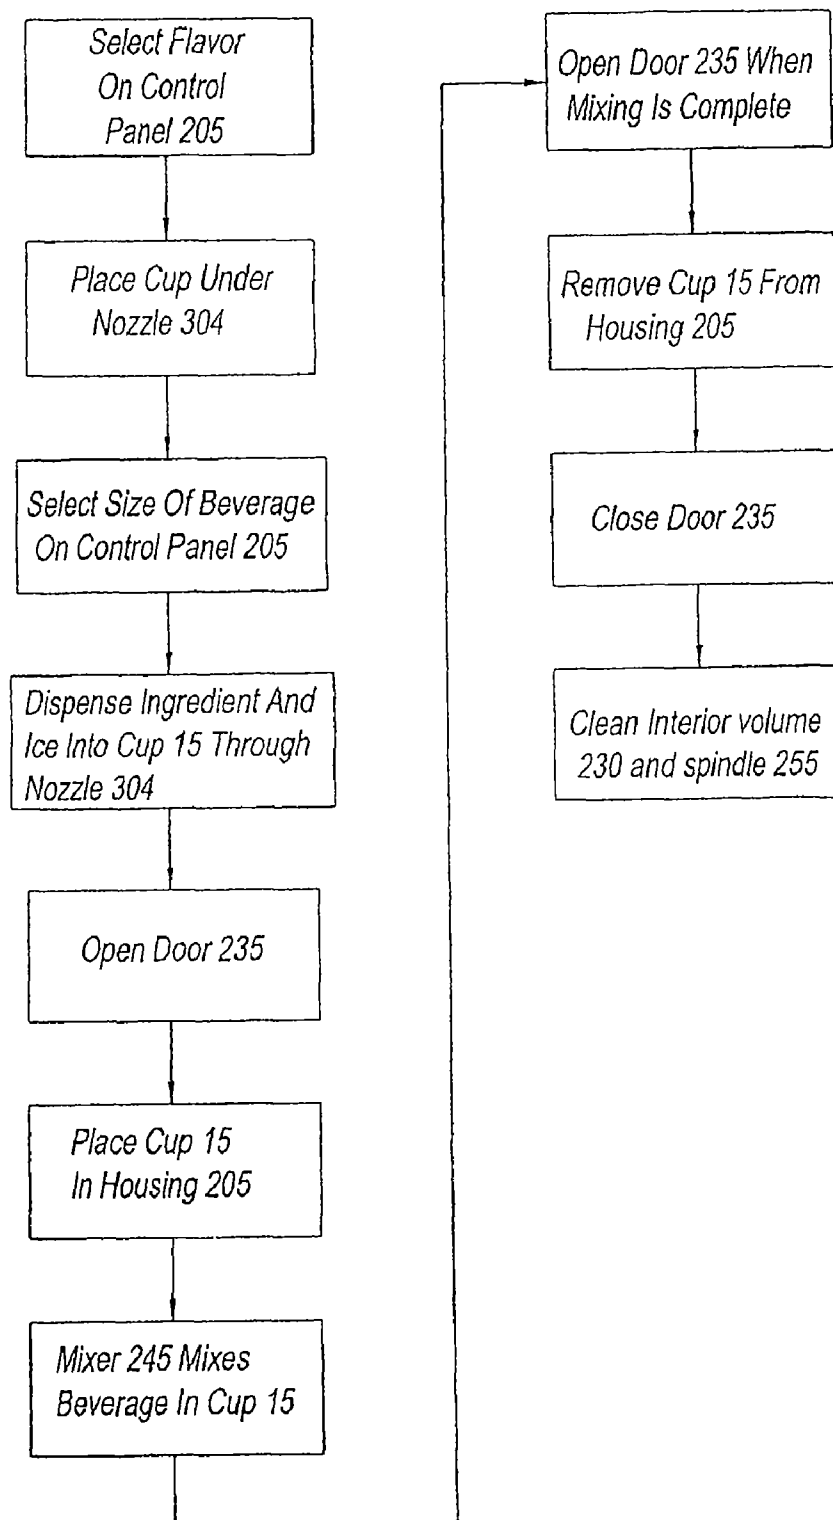 Select Flavor
On Control
Panel 205
Place Cup Under
Nozzle 304
Select Size Of Beverage
On Control Panel 205
Dispense Ingredient And
Ice Into Cup 15 Through
Nozzle 304
Open Door 235
Place Cup 15
In Housing 205
Mixer 245 Mixes
Beverage In Cup 15
Open Door 235 When
Mixing Is Complete
Remove Cup 15 From
Housing 205
Close Door 235
Clean Interior volume
230 and spindle 255